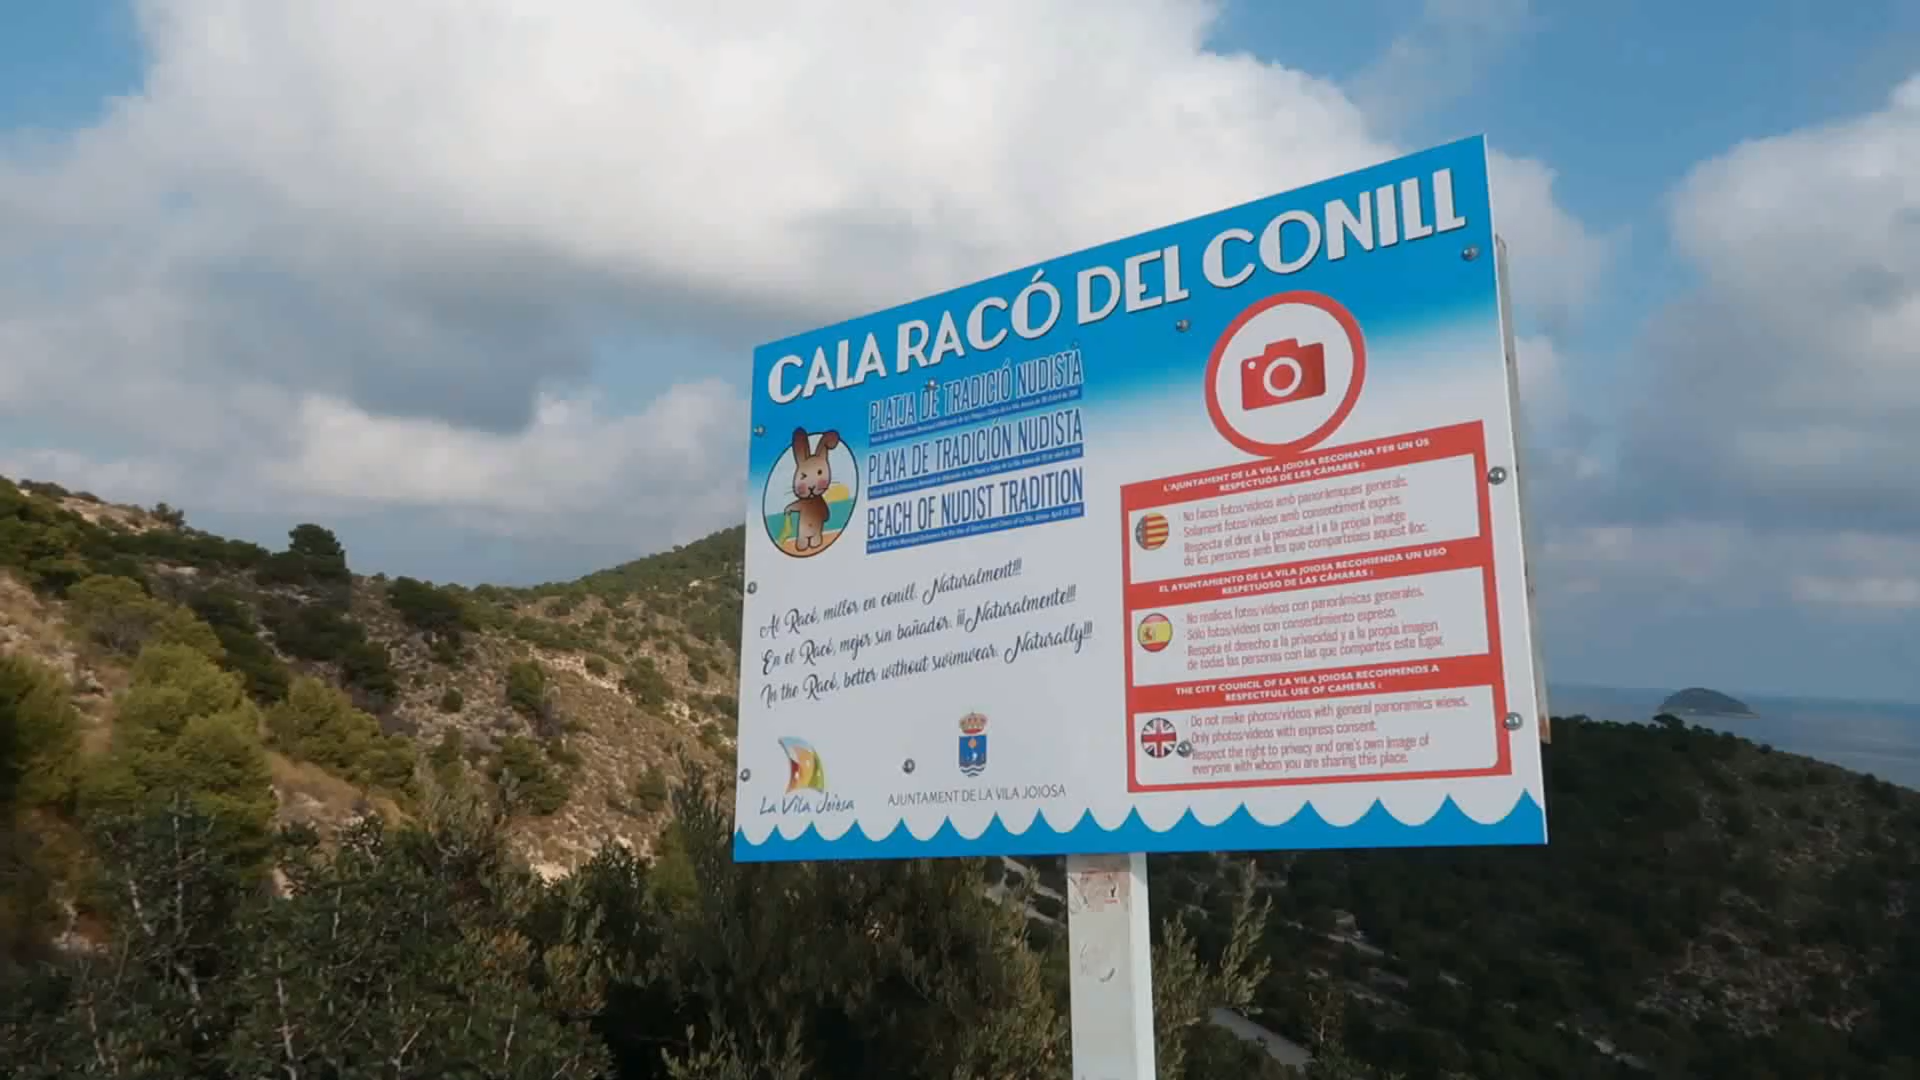 CALA RACÓ DEL CONILL
PLATJA DE TRADICIÓ NUDISTA
PLAYA DE TRADICIÓN NUDISTA
BEACH OF NUDIST TRADITION
Al Racó, millor en conill. Naturalment!!!
En el Racó, mejor sin bañador. ¡¡¡Naturalmente!!!
In the Racó, better without swimwear. Naturally!!!
La Vila Joiosa
AJUNTAMENT DE LA VILA JOIOSA
L'AJUNTAMENT DE LA VILA JOIOSA RECOMANA FER UN ÚS
RESPECTUÓS DE LES CÀMARES :
· No faces fotos/vídeos amb panoràmiques generals.
· Solament fotos/vídeos amb consentiment exprés.
· Respecta el dret a la privacitat i a la pròpia imatge
de les persones amb les que comparteixes aquest lloc.
EL AYUNTAMIENTO DE LA VILA JOIOSA RECOMIENDA UN USO
RESPETUOSO DE LAS CÁMARAS :
· No realices fotos/vídeos con panorámicas generales.
· Sólo fotos/vídeos con consentimiento expreso.
· Respeta el derecho a la privacidad y a la propia imagen
de todas las personas con las que compartes este lugar.
THE CITY COUNCIL OF LA VILA JOIOSA RECOMMENDS A
RESPECTFULL USE OF CAMERAS :
· Do not make photos/videos with general panoramics wiews.
· Only photos/videos with express consent.
· Respect the right to privacy and one's own image of
everyone with whom you are sharing this place.